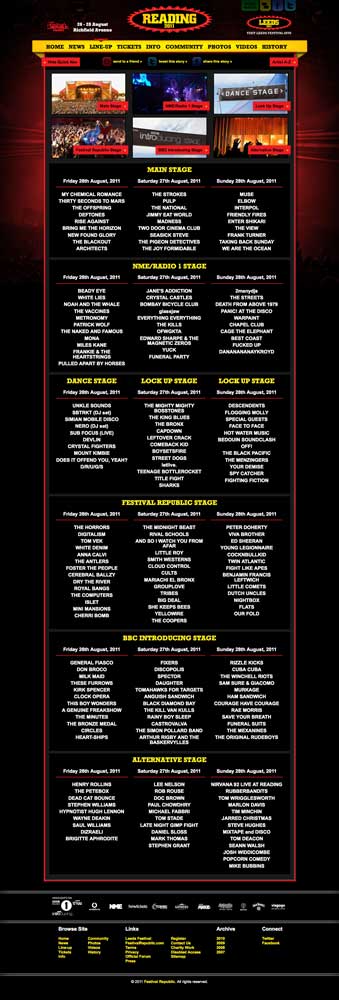 26 - 28 August
Richfield Avenue
READING
2011
LEEDS
VISIT LEEDS FESTIVAL SITE
HOME NEWS LINE-UP TICKETS INFO COMMUNITY PHOTOS VIDEOS HISTORY
send to a friend » tweet this story » share this story »
Artist A-Z
Main Stage
NME/Radio 1 Stage
DANCE STAGE
Lock Up Stage
Festival Republic Stage
introducing stage
BBC Introducing Stage
Alternative Stage
MAIN STAGE
Friday 26th August, 2011
MY CHEMICAL ROMANCE
THIRTY SECONDS TO MARS
THE OFFSPRING
DEFTONES
RISE AGAINST
BRING ME THE HORIZON
NEW FOUND GLORY
THE BLACKOUT
ARCHITECTS
Saturday 27th August, 2011
THE STROKES
PULP
THE NATIONAL
JIMMY EAT WORLD
MADNESS
TWO DOOR CINEMA CLUB
SEASICK STEVE
THE PIGEON DETECTIVES
THE JOY FORMIDABLE
Sunday 28th August, 2011
MUSE
ELBOW
INTERPOL
FRIENDLY FIRES
ENTER SHIKARI
THE VIEW
FRANK TURNER
TAKING BACK SUNDAY
WE ARE THE OCEAN
NME/RADIO 1 STAGE
Friday 26th August, 2011
BEADY EYE
WHITE LIES
NOAH AND THE WHALE
THE VACCINES
METRONOMY
PATRICK WOLF
THE NAKED AND FAMOUS
MONA
MILES KANE
FRANKIE & THE
HEARTSTRINGS
PULLED APART BY HORSES
Saturday 27th August, 2011
JANE'S ADDICTION
CRYSTAL CASTLES
BOMBAY BICYCLE CLUB
glassjaw
EVERYTHING EVERYTHING
THE KILLS
OFWGKTA
EDWARD SHARPE & THE
MAGNETIC ZEROS
YUCK
FUNERAL PARTY
Sunday 28th August, 2011
2manydjs
THE STREETS
DEATH FROM ABOVE 1979
PANIC! AT THE DISCO
WARPAINT
CHAPEL CLUB
CAGE THE ELEPHANT
BEST COAST
FUCKED UP
DANANANANAYKROYD
DANCE STAGE
Friday 26th August, 2011
UNKLE SOUNDS
SBTRKT (DJ set)
SIMIAN MOBILE DISCO
NERO (DJ set)
SUB FOCUS (LIVE)
DEVLIN
CRYSTAL FIGHTERS
MOUNT KIMBIE
DOES IT OFFEND YOU, YEAH?
D/R/U/G/S
LOCK UP STAGE
Saturday 27th August, 2011
THE MIGHTY MIGHTY
BOSSTONES
THE KING BLUES
THE BRONX
CAPDOWN
LEFTOVER CRACK
COMEBACK KID
BOYSETSFIRE
STREET DOGS
letlive.
TEENAGE BOTTLEROCKET
TITLE FIGHT
SHARKS
LOCK UP STAGE
Sunday 28th August, 2011
DESCENDENTS
FLOGGING MOLLY
SPECIAL GUESTS
FACE TO FACE
HOT WATER MUSIC
BEDOUIN SOUNDCLASH
OFF!
THE BLACK PACIFIC
THE MENZINGERS
YOUR DEMISE
SPY CATCHER
FIGHTING FICTION
FESTIVAL REPUBLIC STAGE
Friday 26th August, 2011
THE HORRORS
DIGITALISM
TOM VEK
WHITE DENIM
ANNA CALVI
THE ANTLERS
FOSTER THE PEOPLE
CEREBRAL BALLZY
DRY THE RIVER
ROYAL BANGS
THE COMPUTERS
ISLET
MINI MANSIONS
CHERRI BOMB
Saturday 27th August, 2011
THE MIDNIGHT BEAST
RIVAL SCHOOLS
AND SO I WATCH YOU FROM
AFAR
LITTLE ROY
SMITH WESTERNS
CLOUD CONTROL
CULTS
MARIACHI EL BRONX
GROUPLOVE
TRIBES
BIG DEAL
SHE KEEPS BEES
YELLOWIRE
THE COOPERS
Sunday 28th August, 2011
PETER DOHERTY
VIVA BROTHER
ED SHEERAN
YOUNG LEGIONNAIRE
COCKNBULLKID
TWIN ATLANTIC
FIGHT LIKE APES
BENJAMIN FRANCIS
LEFTWICH
LITTLE COMETS
DUTCH UNCLES
NIGHTBOX
FLATS
OUR FOLD
BBC INTRODUCING STAGE
Friday 26th August, 2011
GENERAL FIASCO
DON BROCO
MILK MAID
THESE FURROWS
KIRK SPENCER
CLOCK OPERA
THIS BOY WONDERS
A GENUINE FREAKSHOW
THE MINUTES
THE BRONZE MEDAL
CIRCLES
HEART-SHIPS
Saturday 27th August, 2011
FIXERS
DISCOPOLIS
SPECTOR
DAUGHTER
TOMAHAWKS FOR TARGETS
ANGUISH SANDWICH
BLACK DIAMOND BAY
THE KILL VAN KULLS
RAINY BOY SLEEP
CASTROVALVA
THE SIMON POLLARD BAND
ARTHUR RIGBY AND THE
BASKERVYLLES
Sunday 28th August, 2011
RIZZLE KICKS
CUBA CUBA
THE WINCHELL RIOTS
SAM SURE & GIACOMO
MURKAGE
HAM SANDWICH
COURAGE HAVE COURAGE
RAE MORRIS
SAVE YOUR BREATH
FUNERAL SUITS
THE MEXANINES
THE ORIGINAL RUDEBOYS
ALTERNATIVE STAGE
Friday 26th August, 2011
HENRY ROLLINS
THE PETEBOX
DEAD CAT BOUNCE
STEPHEN WILLIAMS
HYPNOTIST HUGH LENNON
WAYNE DEAKIN
SAUL WILLIAMS
DIZRAELI
BRIGITTE APHRODITE
Saturday 27th August, 2011
LEE NELSON
ROB ROUSE
DOC BROWN
PAUL CHOWDHRY
MICHAEL FABBRI
TOM STADE
LATE NIGHT GIMP FIGHT
DANIEL SLOSS
MARK THOMAS
STEPHEN GRANT
Sunday 28th August, 2011
NIRVANA 92 LIVE AT READING
RUBBERBANDITS
TOM WRIGGLESWORTH
MARLON DAVIS
TIM MINCHIN
JARRED CHRISTMAS
STEVE HUGHES
MIXTAPE and DISCO
TOM DEACON
SEANN WALSH
JOSH WIDDICOMBE
POPCORN COMEDY
MIKE BUBBINS
NME
Browse Site
Home Community
News Photos
Line-up Videos
Tickets History
Info
Links
Leeds Festival Register
FestivalRepublic.com Contact Us
Terms Site Map
Privacy Disabled Access
Official Forum
Press
Archive
2010
2009
2008
2007
Connect
Twitter
Facebook
© 2011 Festival Republic. All rights reserved.